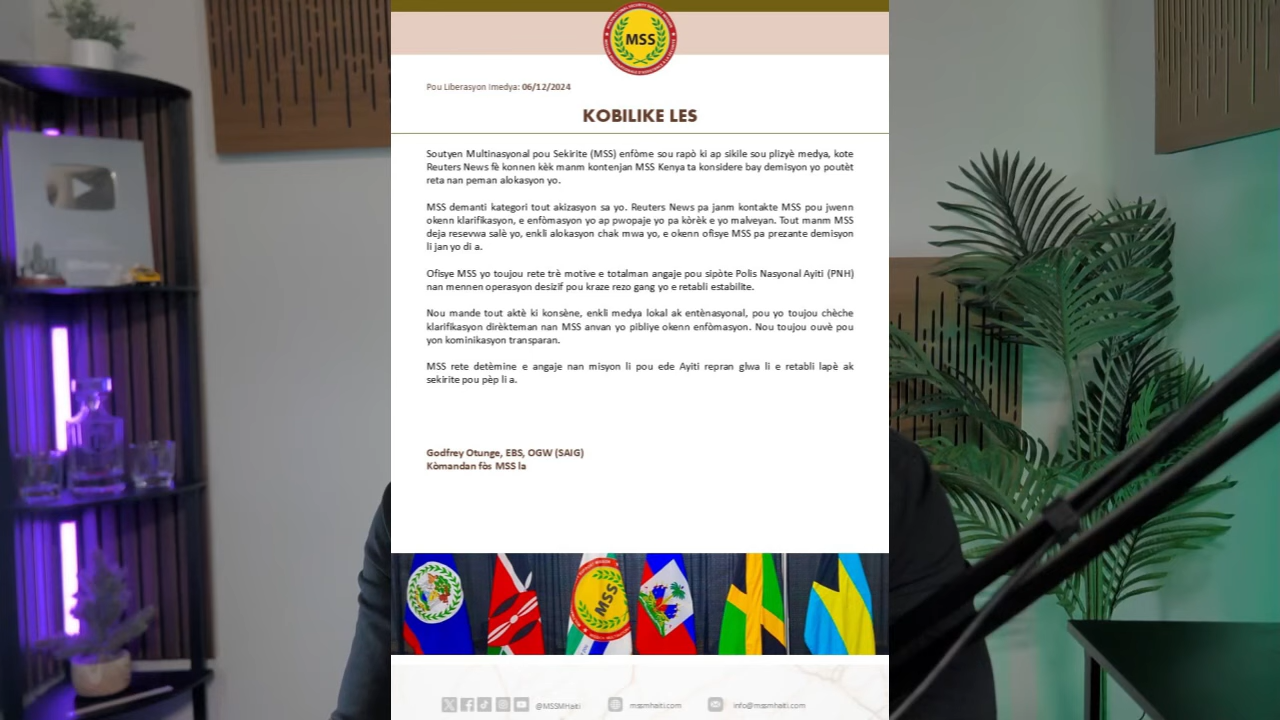 MSS
Pou Liberasyon Imedya: 06/12/2024
KOBILIKE LES
Soutyen Multinasyonal pou Sekirite (MSS) enfòme sou rapò ki ap sikile sou plizyè medya, kote
Reuters News fè konnen kèk manm kontenjan MSS Kenya ta konsidere bay demisyon yo poutèt
reta nan peman alokasyon yo.
MSS demanti kategori tout akizasyon sa yo. Reuters News pa janm kontakte MSS pou jwenn
okenn klarifikasyon, e enfòmasyon yo ap pwopaje yo pa kòrèk e yo malveyan. Tout manm MSS
deja resevwa salè yo, enkli alokasyon chak mwa yo, e okenn ofisye MSS pa prezante demisyon
li jan yo di a.
Ofisye MSS yo toujou rete trè motive e totalman angaje pou sipòte Polis Nasyonal Ayiti (PNH)
nan mennen operasyon desizif pou kraze rezo gang yo e retabli estabilite.
Nou mande tout aktè ki konsène, enkli medya lokal ak entènasyonal, pou yo toujou chèche
klarifikasyon dirèkteman nan MSS anvan yo pibliye okenn enfòmasyon. Nou toujou ouvè pou
yon kominikasyon transparan.
MSS rete detèmine e angaje nan misyon li pou ede Ayiti repran glwa li e retabli lapè ak
sekirite pou pèp li a.
Godfrey Otunge, EBS, OGW (SAIG)
Kòmandan fòs MSS la
MSS
@MSSMHaiti mssmhaiti.com info@mssmhaiti.com